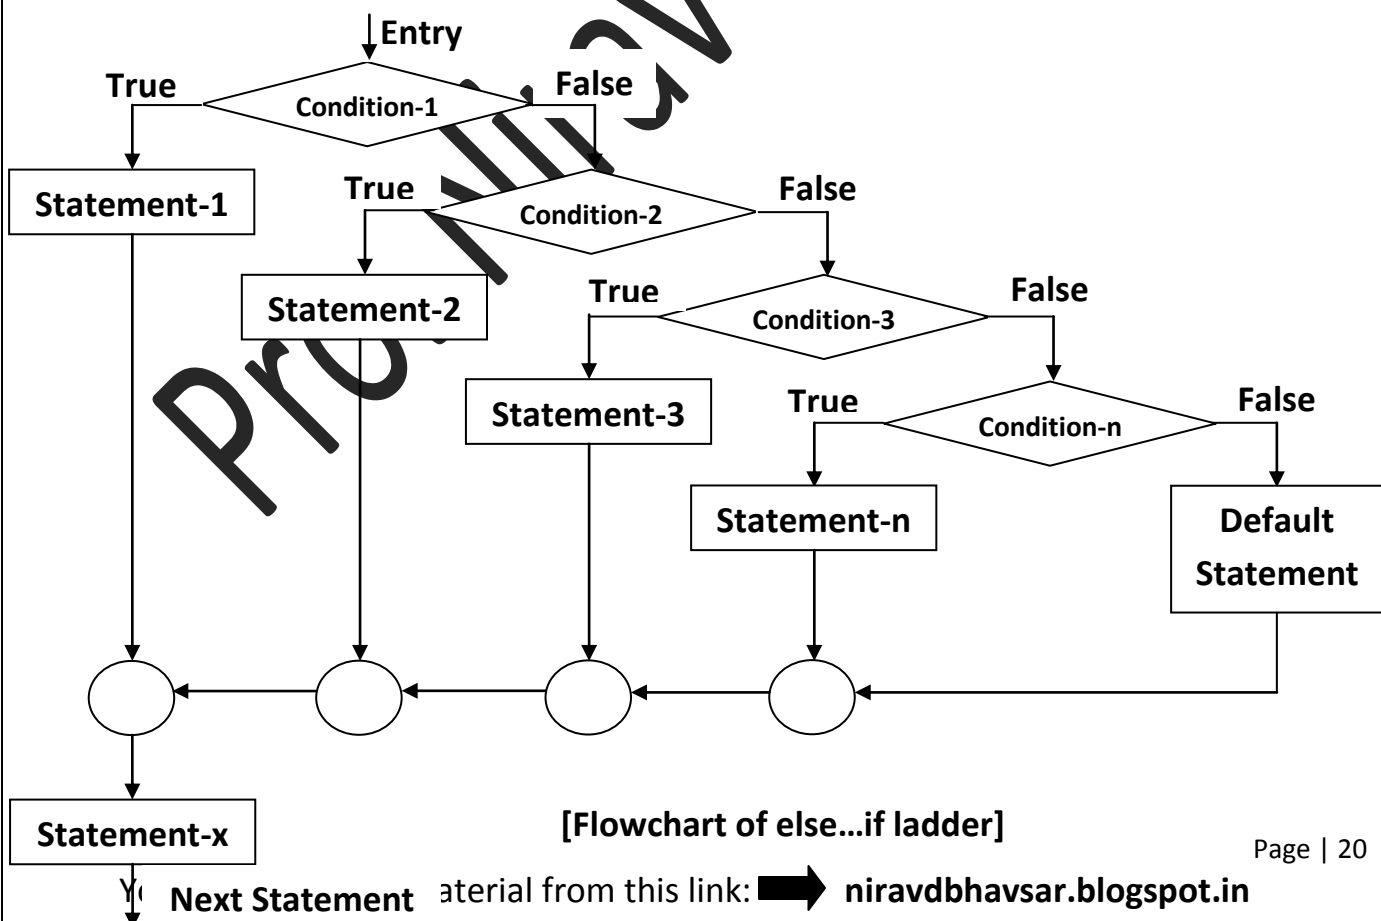 Entry
True
False
Condition-1
Statement-1
True
False
Condition-2
Statement-2
True
False
Condition-3
Statement-3
True
False
Condition-n
Statement-n
Default
Statement
Statement-x
[Flowchart of else...if ladder]
Page | 20
aterial from this link: niravdbhavsar.blogspot.in
Next Statement